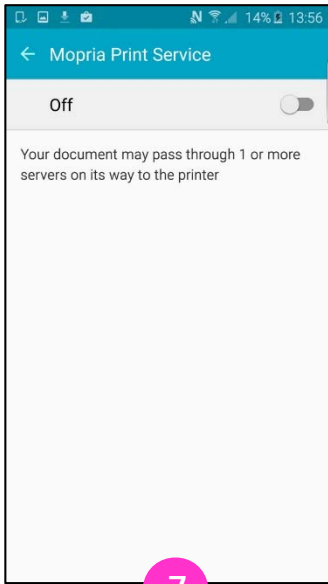 14% 13:56
Mopria Print Service
Off
Your document may pass through 1 or more
servers on its way to the printer
7